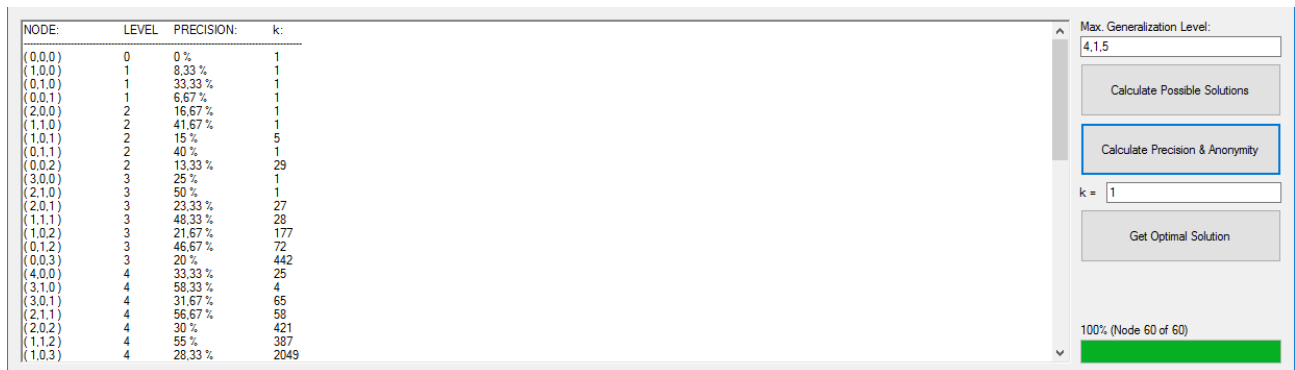 NODE: LEVEL PRECISION: k:
(0,0,0) 0 0 % 1
(1,0,0) 1 8,33 % 1
(0,1,0) 1 33,33 % 1
(0,0,1) 1 6,67 % 1
(2,0,0) 2 16,67 % 1
(1,1,0) 2 41,67 % 1
(1,0,1) 2 15 % 5
(0,1,1) 2 40 % 1
(0,0,2) 2 13,33 % 29
(3,0,0) 3 25 % 1
(2,1,0) 3 50 % 1
(2,0,1) 3 23,33 % 27
(1,1,1) 3 48,33 % 28
(1,0,2) 3 21,67 % 177
(0,1,2) 3 46,67 % 72
(0,0,3) 3 20 % 442
(4,0,0) 4 33,33 % 25
(3,1,0) 4 58,33 % 4
(3,0,1) 4 31,67 % 65
(2,1,1) 4 56,67 % 58
(2,0,2) 4 30 % 421
(1,1,2) 4 55 % 387
(1,0,3) 4 28,33 % 2049
Max. Generalization Level:
4,1,5
Calculate Possible Solutions
Calculate Precision & Anonymity
k = 1
Get Optimal Solution
100% (Node 60 of 60)